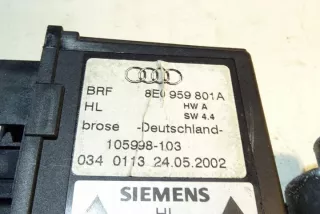 BRF 8E0 959 801A
HL HW A
SW 4.4
brose -Deutschland-
105998-103
034 0113 24.05.2002
SIEMENS
HL